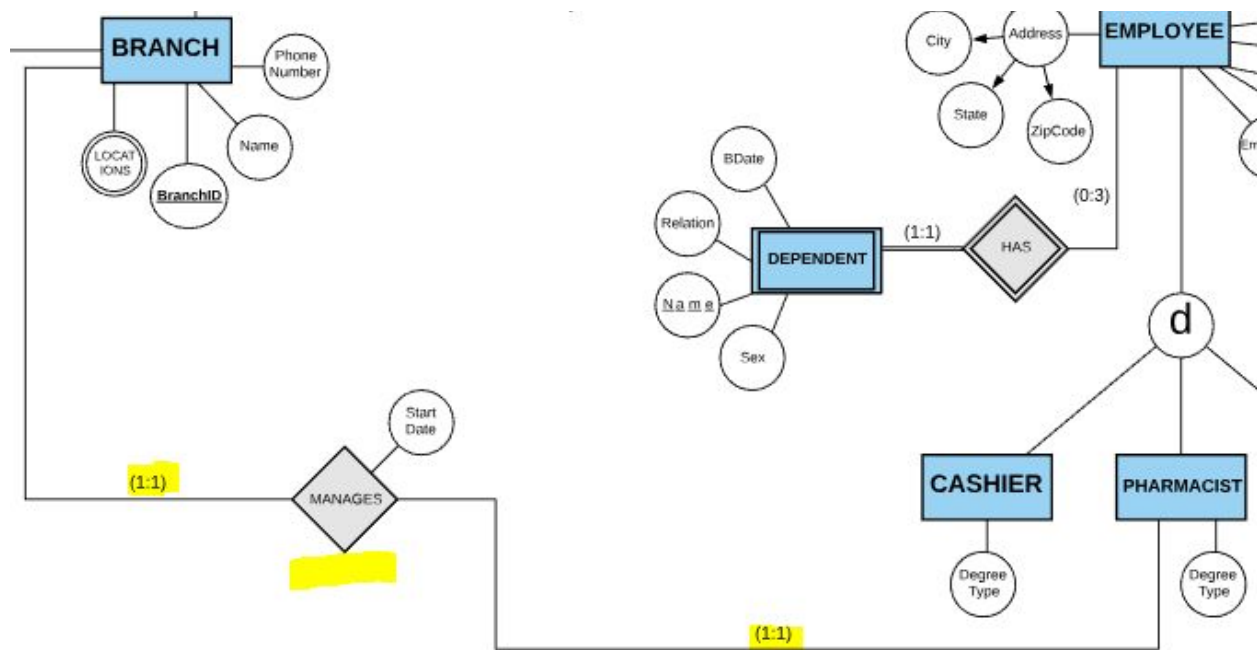 BRANCH
Phone
Number
LOCAT
IONS
BranchID
Name
City
Address
EMPLOYEE
State
ZipCode
BDate
Relation
Name
Sex
DEPENDENT
(1:1)
HAS
(0:3)
d
Start
Date
(1:1)
MANAGES
CASHIER
PHARMACIST
Degree
Type
Degree
Type
(1:1)